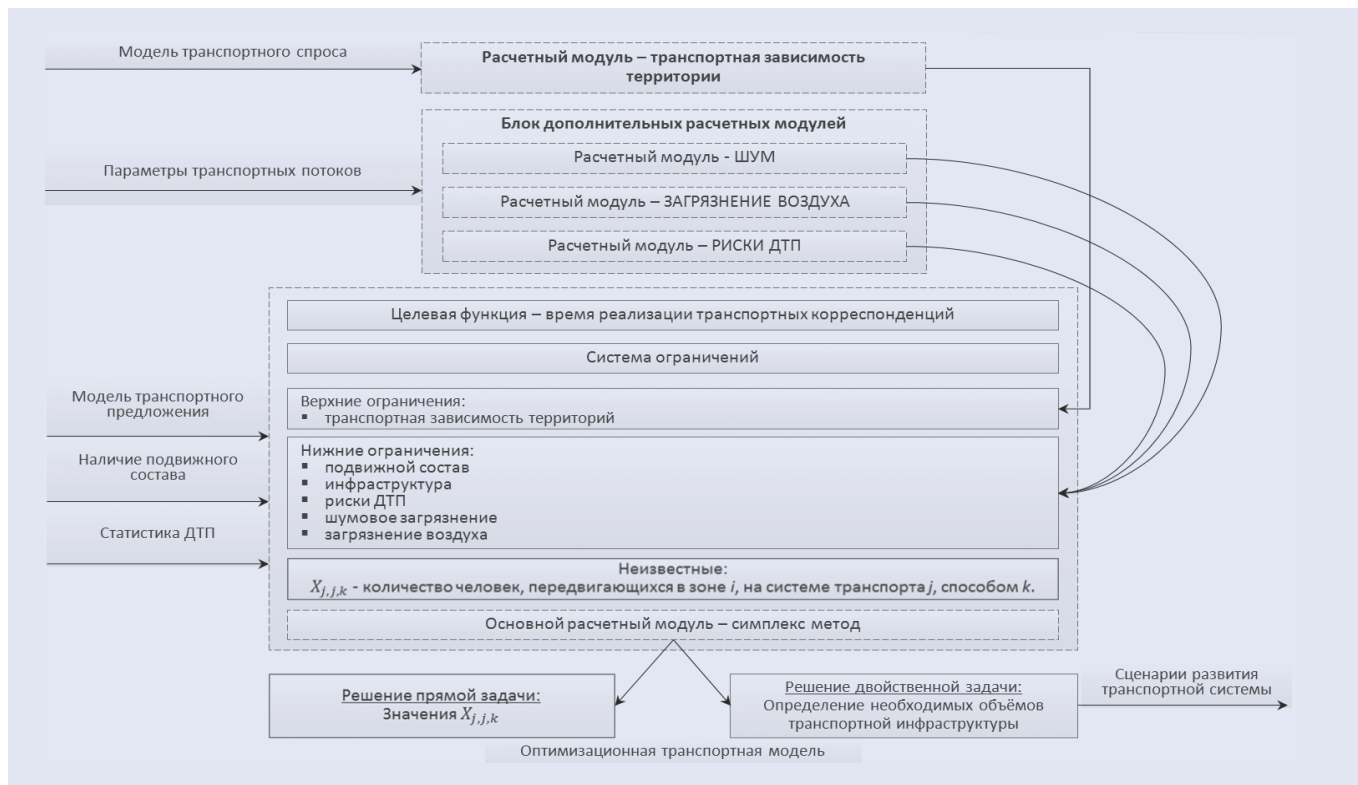 Модель транспортного спроса
Расчетный модуль – транспортная зависимость
территории
Блок дополнительных расчетных модулей
Параметры транспортных потоков
Расчетный модуль - ШУМ
Расчетный модуль – ЗАГРЯЗНЕНИЕ ВОЗДУХА
Расчетный модуль – РИСКИ ДТП
Целевая функция – время реализации транспортных корреспонденций
Система ограничений
Модель транспортного
предложения
Наличие подвижного
состава
Статистика ДТП
Верхние ограничения:
▪ транспортная зависимость территорий
Нижние ограничения:
▪ подвижной состав
▪ инфраструктура
▪ риски ДТП
▪ шумовое загрязнение
▪ загрязнение воздуха
Неизвестные:
X_{j,j,k} - количество человек, передвигающихся в зоне i, на системе транспорта j, способом k.
Основной расчетный модуль – симплекс метод
Решение прямой задачи:
Значения X_{j,j,k}
Решение двойственной задачи:
Определение необходимых объёмов
транспортной инфраструктуры
Сценарии развития
транспортной системы
Оптимизационная транспортная модель